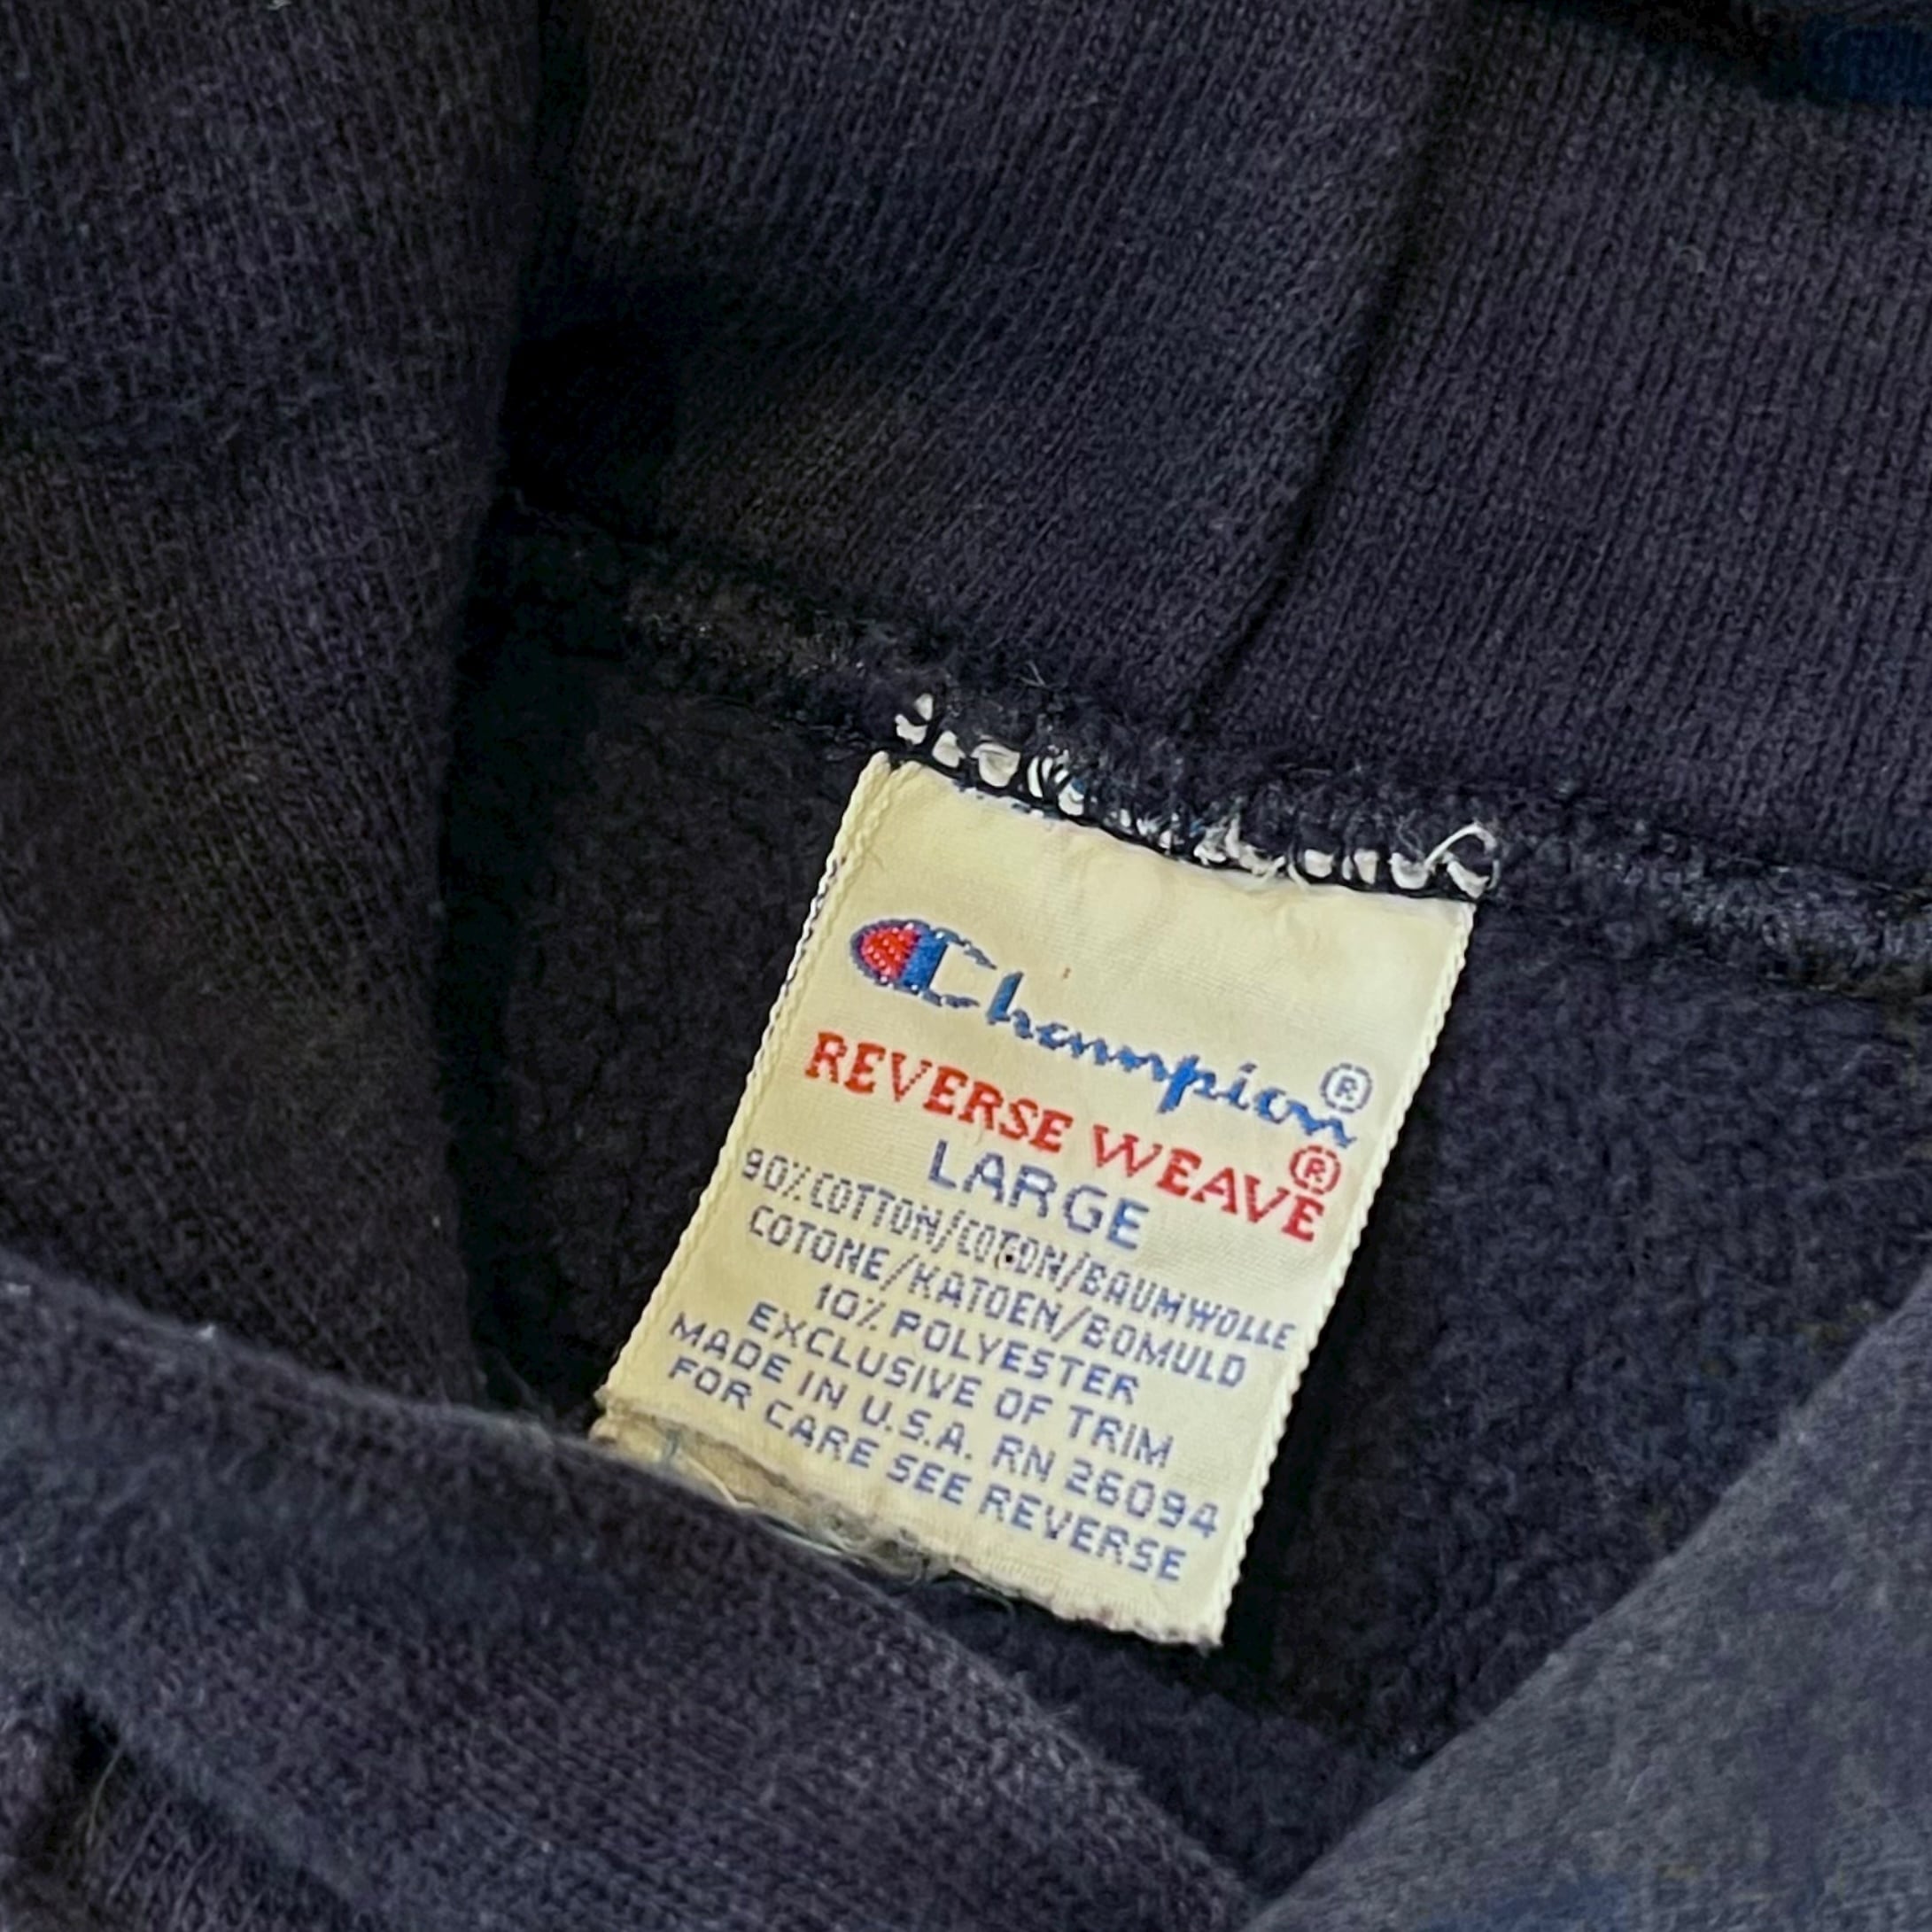 Champion®
REVERSE WEAVE®
LARGE
90% COTTON/COTON/BAUMWOLLE
COTONE/KATOEN/BOMULD
10% POLYESTER
EXCLUSIVE OF TRIM
MADE IN U.S.A. RN 26094
FOR CARE SEE REVERSE